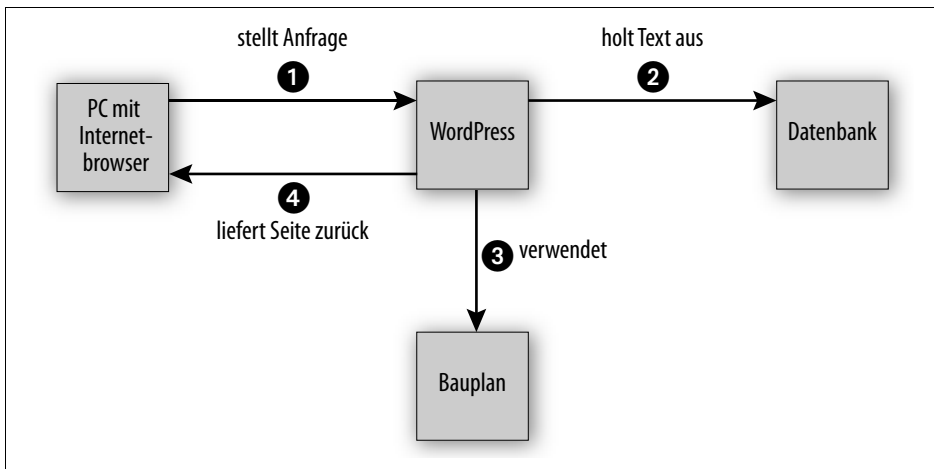 stellt Anfrage
holt Text aus
1
2
PC mit
Internet-
browser
WordPress
Datenbank
4
liefert Seite zurück
3 verwendet
Bauplan